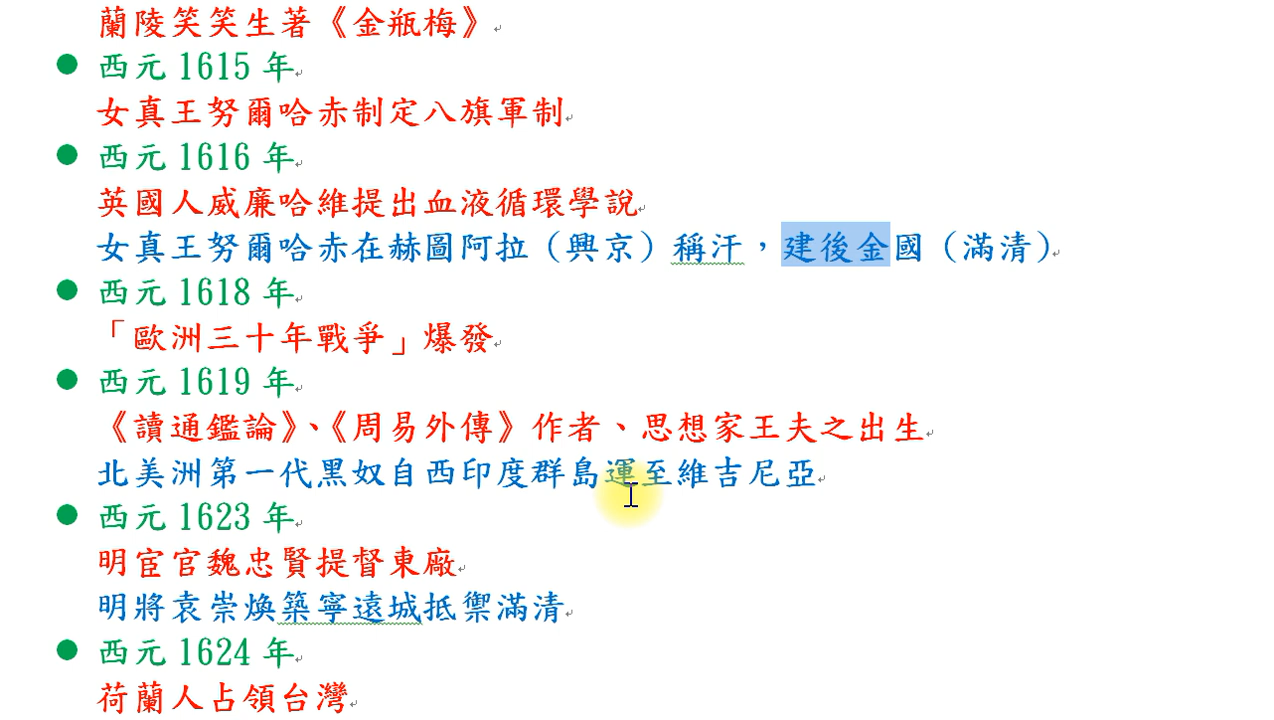 蘭陵笑笑生著《金瓶梅》
● 西元 1615 年
女真王努爾哈赤制定八旗軍制
● 西元 1616 年
英國人威廉哈維提出血液循環學說
女真王努爾哈赤在赫圖阿拉（興京）稱汗，建後金國（滿清）
● 西元 1618 年
「歐洲三十年戰爭」爆發
● 西元 1619 年
《讀通鑑論》、《周易外傳》作者、思想家王夫之出生
北美洲第一代黑奴自西印度群島運至維吉尼亞
● 西元 1623 年
明宦官魏忠賢提督東廠
明將袁崇煥築寧遠城抵禦滿清
● 西元 1624 年
荷蘭人占領台灣